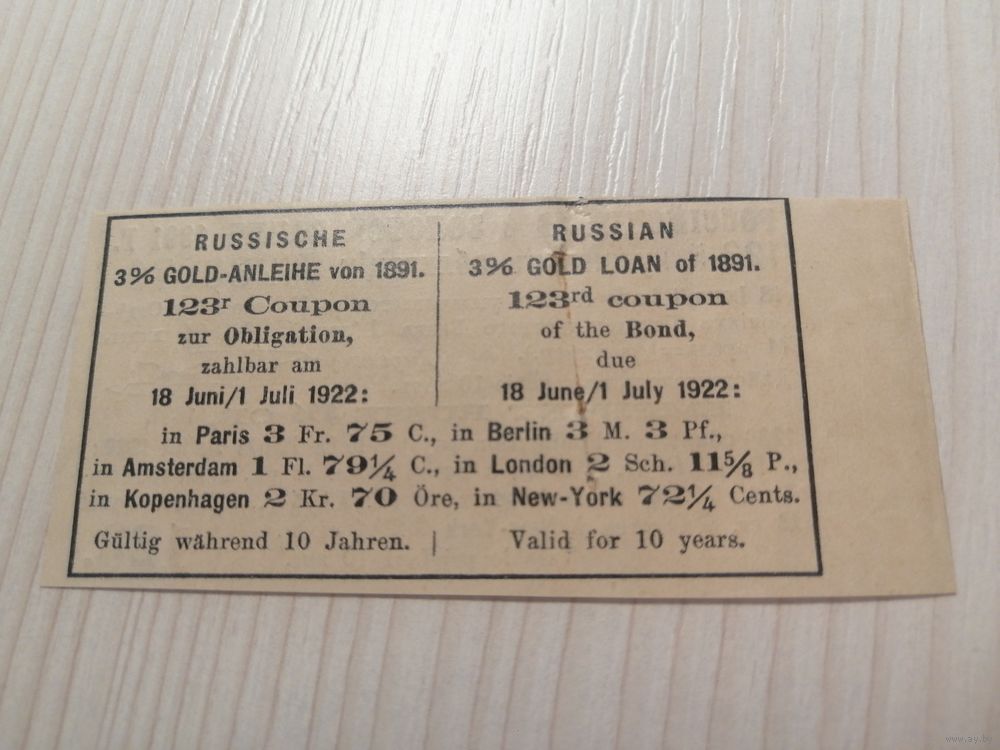 RUSSISCHE
3% GOLD-ANLEIHE von 1891.
123r Coupon
zur Obligation,
zahlbar am
18 Juni/1 Juli 1922:
RUSSIAN
3% GOLD LOAN of 1891.
123rd coupon
of the Bond,
due
18 June/1 July 1922:
in Paris 3 Fr. 75 C., in Berlin 3 M. 3 Pf.,
in Amsterdam 1 Fl. 79¼ C., in London 2 Sch. 11⅝ P.,
in Kopenhagen 2 Kr. 70 Öre, in New-York 72¼ Cents.
Gültig während 10 Jahren. | Valid for 10 years.
www.ay.by